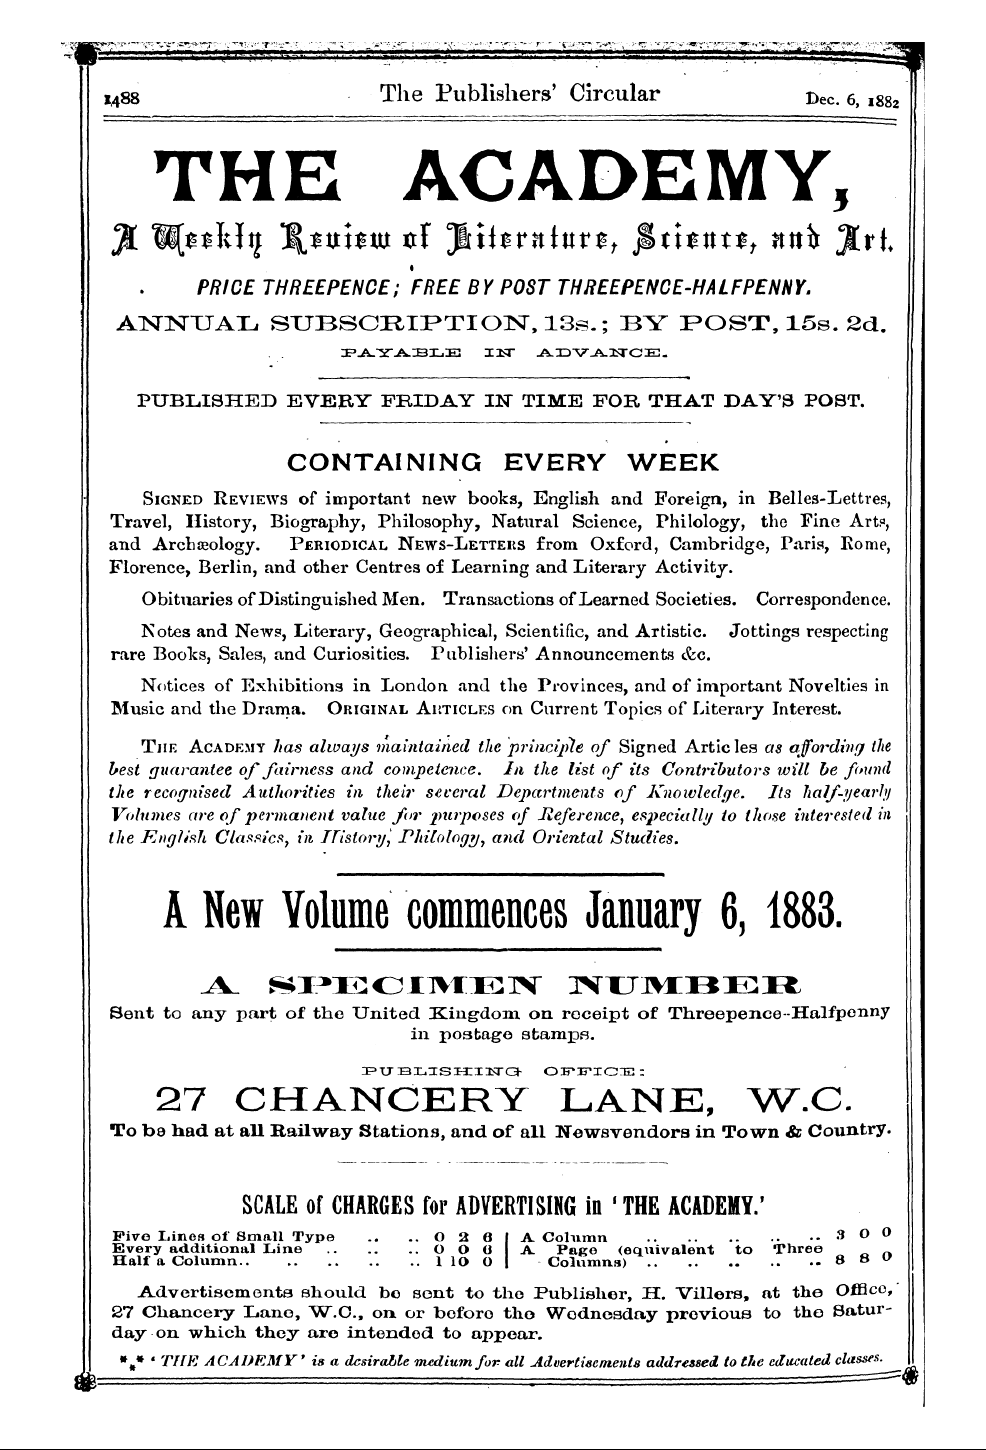 1488 The Publishers' Circular Dec. 6, 1882
THE ACADEMY,
A Weekly Review of Literature, Science, and Art.
PRICE THREEPENCE; FREE BY POST THREEPENCE-HALFPENNY.
ANNUAL SUBSCRIPTION, 13s.; BY POST, 15s. 2d.
PAYABLE IN ADVANCE.
PUBLISHED EVERY FRIDAY IN TIME FOR THAT DAY'S POST.
CONTAINING EVERY WEEK
SIGNED REVIEWS of important new books, English and Foreign, in Belles-Lettres,
Travel, History, Biography, Philosophy, Natural Science, Philology, the Fine Arts,
and Archæology. PERIODICAL NEWS-LETTERS from Oxford, Cambridge, Paris, Rome,
Florence, Berlin, and other Centres of Learning and Literary Activity.
Obituaries of Distinguished Men. Transactions of Learned Societies. Correspondence.
Notes and News, Literary, Geographical, Scientific, and Artistic. Jottings respecting
rare Books, Sales, and Curiosities. Publishers' Announcements &c.
Notices of Exhibitions in London and the Provinces, and of important Novelties in
Music and the Drama. ORIGINAL ARTICLES on Current Topics of Literary Interest.
THE ACADEMY has always maintained the principle of Signed Articles as affording the
best guarantee of fairness and competence. In the list of its Contributors will be found
the recognised Authorities in their several Departments of Knowledge. Its half-yearly
Volumes are of permanent value for purposes of Reference, especially to those interested in
the English Classics, in History, Philology, and Oriental Studies.
A New Volume commences January 6, 1883.
A SPECIMEN NUMBER
Sent to any part of the United Kingdom on receipt of Threepence-Halfpenny
in postage stamps.
PUBLISHING OFFICE:
27 CHANCERY LANE, W.C.
To be had at all Railway Stations, and of all Newsvendors in Town & Country.
SCALE of CHARGES for ADVERTISING in 'THE ACADEMY.'
Five Lines of Small Type .. .. 0 2 6
Every additional Line .. .. .. 0 0 6
Half a Column.. .. .. .. .. 1 10 0
A Column .. .. .. .. .. 3 0 0
A Page (equivalent to Three
Columns) .. .. .. .. .. 8 8 0
Advertisements should be sent to the Publisher, H. Villers, at the Office,
27 Chancery Lane, W.C., on or before the Wednesday previous to the Satur-
day on which they are intended to appear.
*** 'THE ACADEMY' is a desirable medium for all Advertisements addressed to the educated classes.